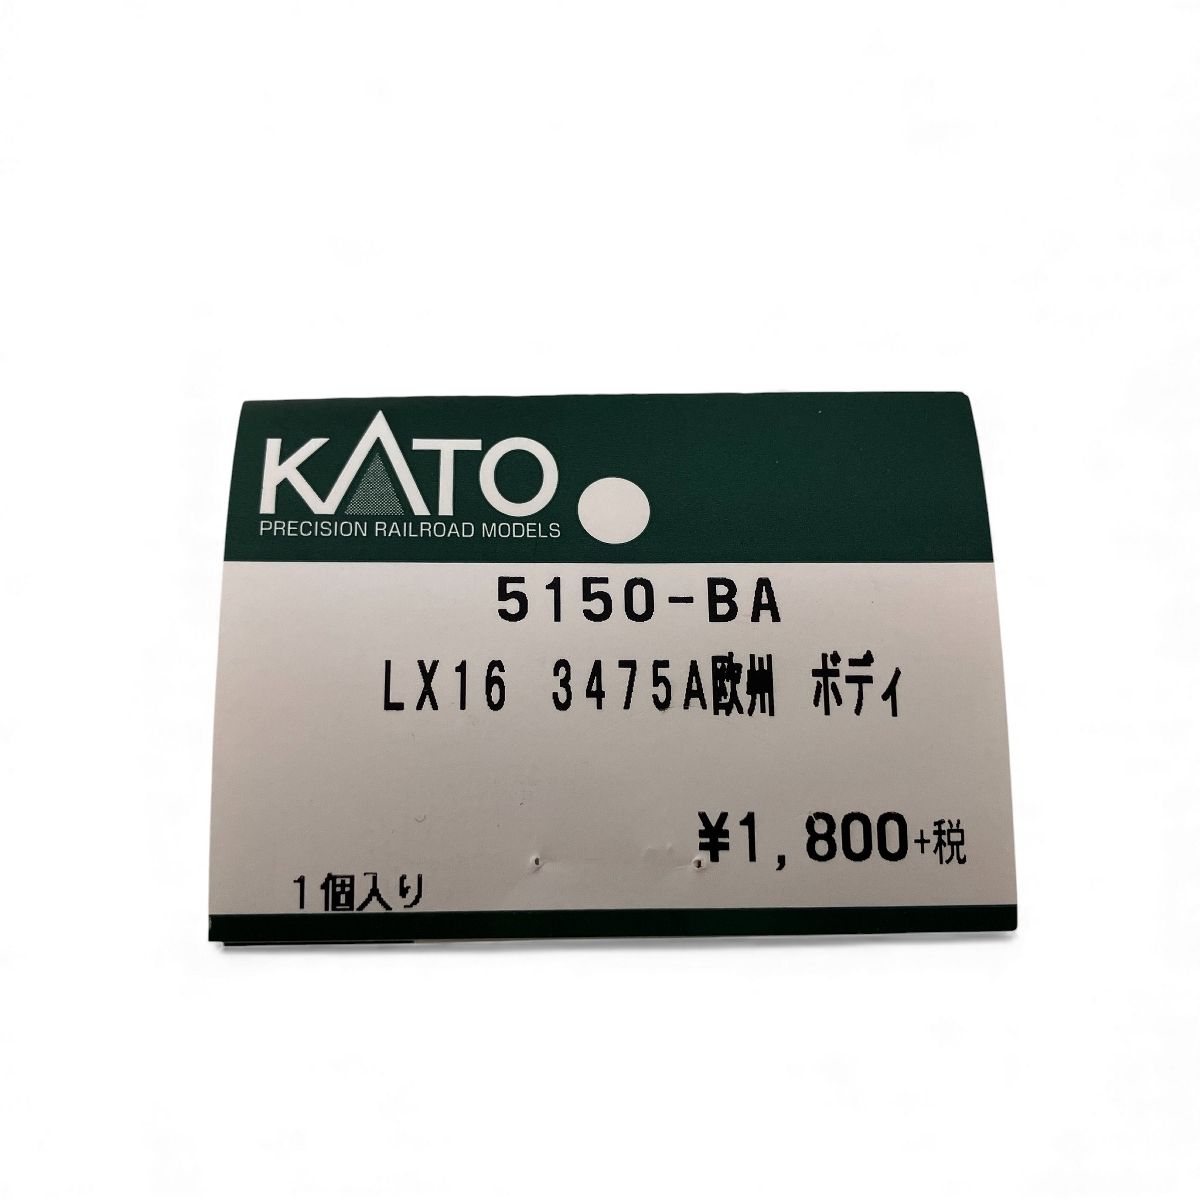 KATO
PRECISION RAILROAD MODELS
5150-BA
LX16 3475A欧州 ボディ
¥1,800+税
1個入り